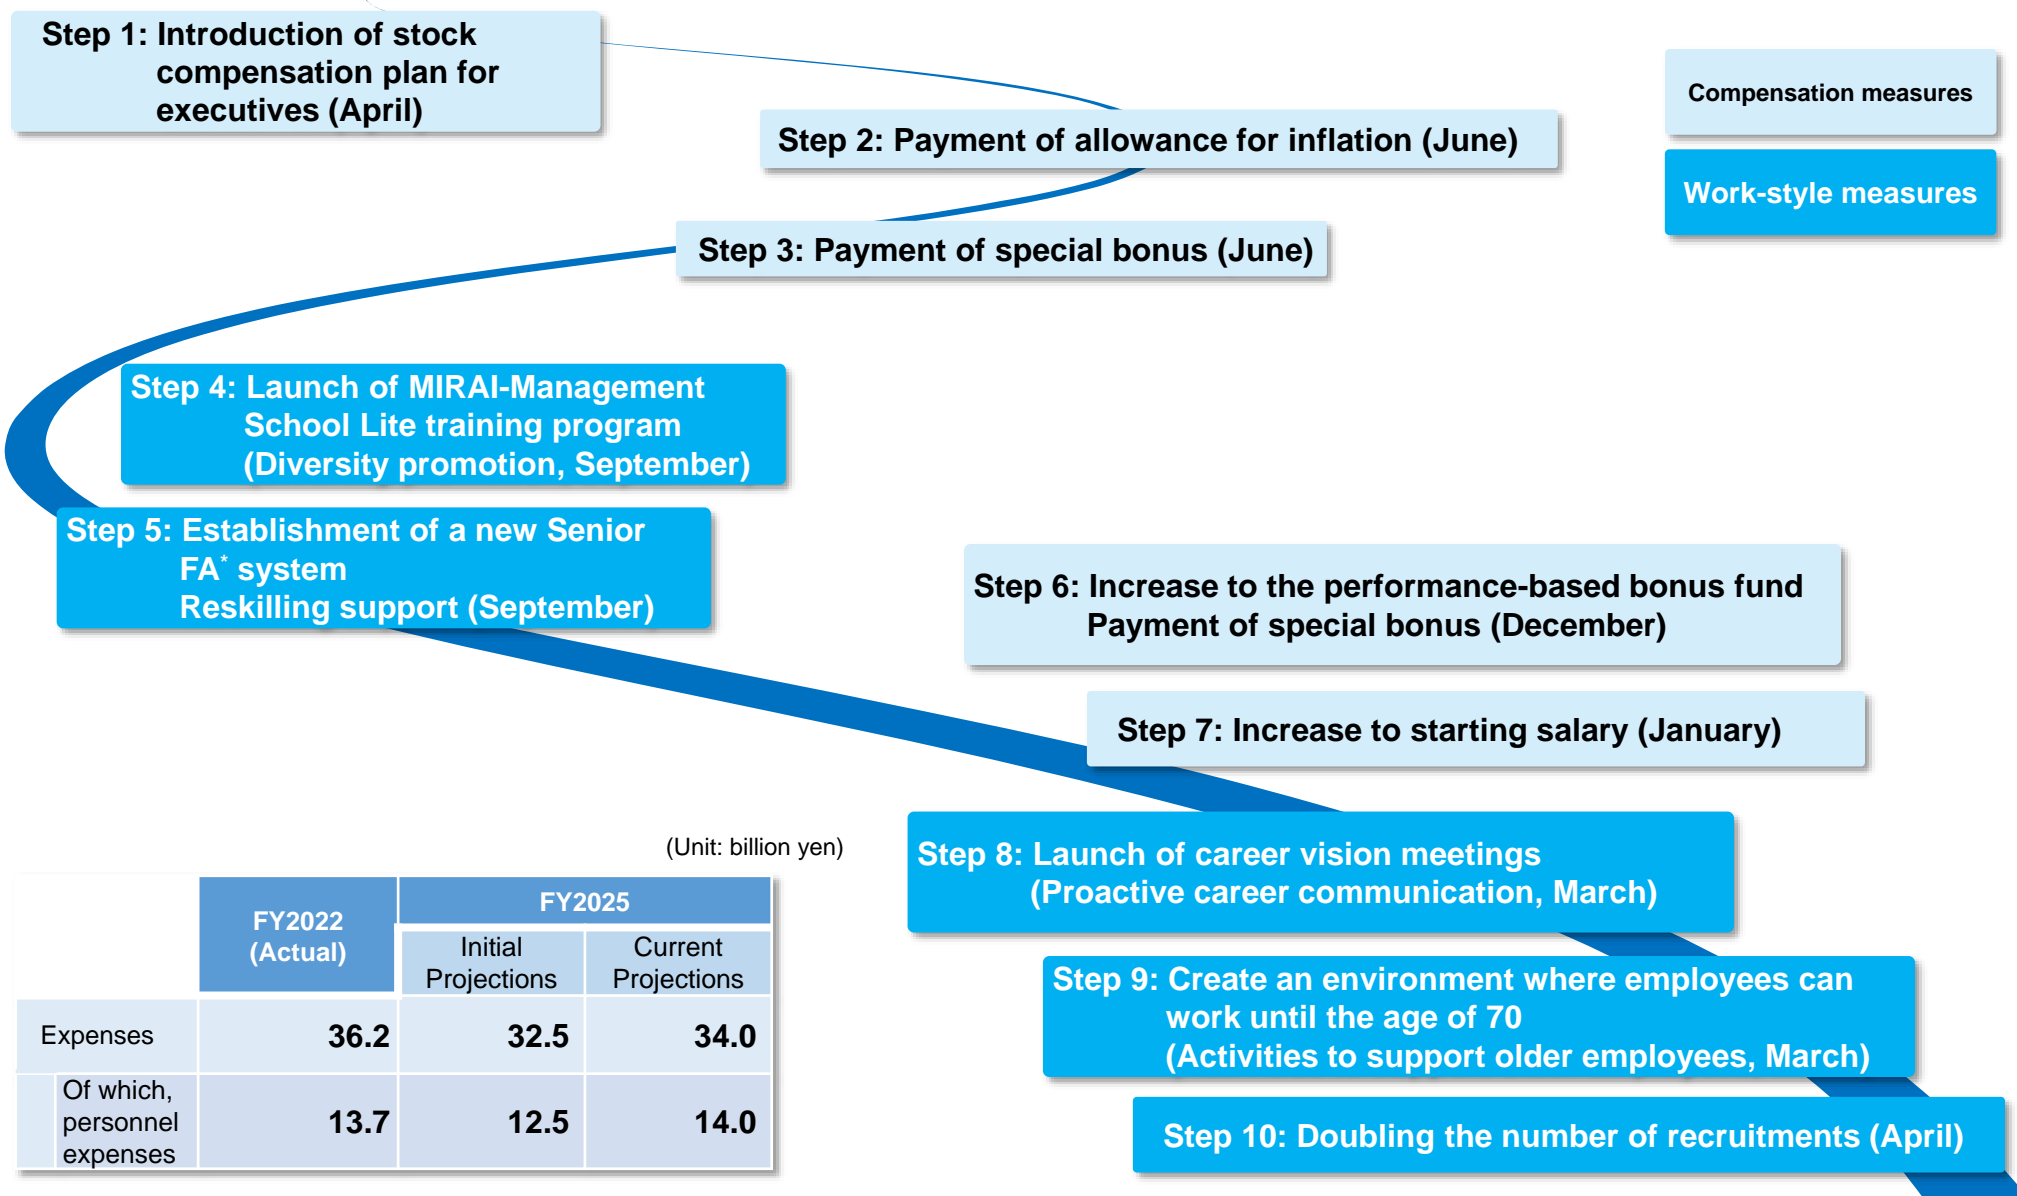 Step 1: Introduction of stock
compensation plan for
executives (April)
Compensation measures
Step 2: Payment of allowance for inflation (June)
Work-style measures
Step 3: Payment of special bonus (June)
Step 4: Launch of MIRAI-Management
School Lite training program
(Diversity promotion, September)
Step 5: Establishment of a new Senior
FA* system
Reskilling support (September)
Step 6: Increase to the performance-based bonus fund
Payment of special bonus (December)
Step 7: Increase to starting salary (January)
Step 8: Launch of career vision meetings
(Proactive career communication, March)
Step 9: Create an environment where employees can
work until the age of 70
(Activities to support older employees, March)
Step 10: Doubling the number of recruitments (April)
(Unit: billion yen)
FY2022
(Actual)
FY2025
Initial
Projections
Current
Projections
Expenses 36.2 32.5 34.0
Of which,
personnel
expenses
13.7 12.5 14.0